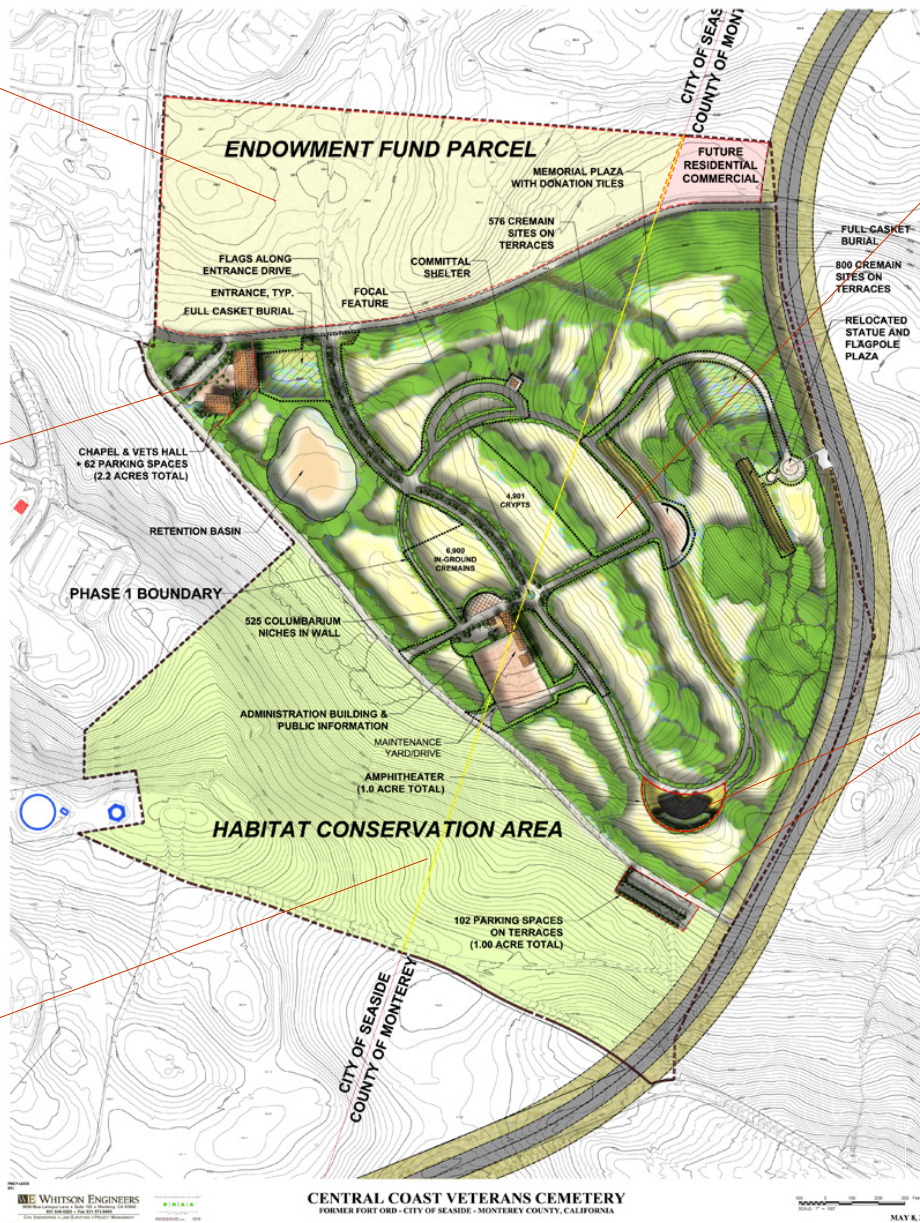 CITY OF SEAS
COUNTY OF MONT
ENDOWMENT FUND PARCEL
FUTURE
RESIDENTIAL
COMMERCIAL
MEMORIAL PLAZA
WITH DONATION TILES
576 CREMAIN
SITES ON
TERRACES
FULL CASKET
BURIAL
800 CREMAIN
SITES ON
TERRACES
FLAGS ALONG
ENTRANCE DRIVE
COMMITTAL
SHELTER
ENTRANCE, TYP.
FOCAL
FEATURE
FULL CASKET BURIAL
RELOCATED
STATUE AND
FLAGPOLE
PLAZA
CHAPEL & VETS HALL
+ 62 PARKING SPACES
(2.2 ACRES TOTAL)
4,901
CRYPTS
RETENTION BASIN
6,900
IN-GROUND
CREMAINS
PHASE 1 BOUNDARY
525 COLUMBARIUM
NICHES IN WALL
ADMINISTRATION BUILDING &
PUBLIC INFORMATION
MAINTENANCE
YARD/DRIVE
AMPHITHEATER
(1.0 ACRE TOTAL)
HABITAT CONSERVATION AREA
102 PARKING SPACES
ON TERRACES
(1.00 ACRE TOTAL)
CITY OF SEASIDE
COUNTY OF MONTEREY
WHITSON ENGINEERS
CENTRAL COAST VETERANS CEMETERY
FORMER FORT ORD - CITY OF SEASIDE - MONTEREY COUNTY, CALIFORNIA
MAY 8,